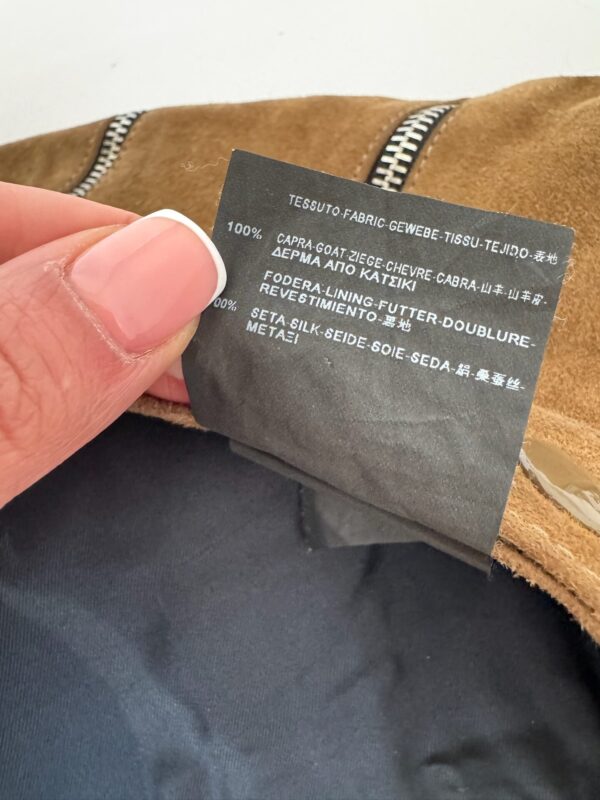 TESSUTO-FABRIC-GEWEBE-TISSU-TEJIDO-表地
100% CAPRA-GOAT-ZIEGE-CHEVRE-CABRA-山羊-山羊皮-
ΔΕΡΜΑ ΑΠΟ ΚΑΤΣΙΚΙ
FODERA-LINING-FUTTER-DOUBLURE-
REVESTIMIENTO-裏地
00% SETA-SILK-SEIDE-SOIE-SEDA-絹-桑蚕丝-
ΜΕΤΑΞΙ